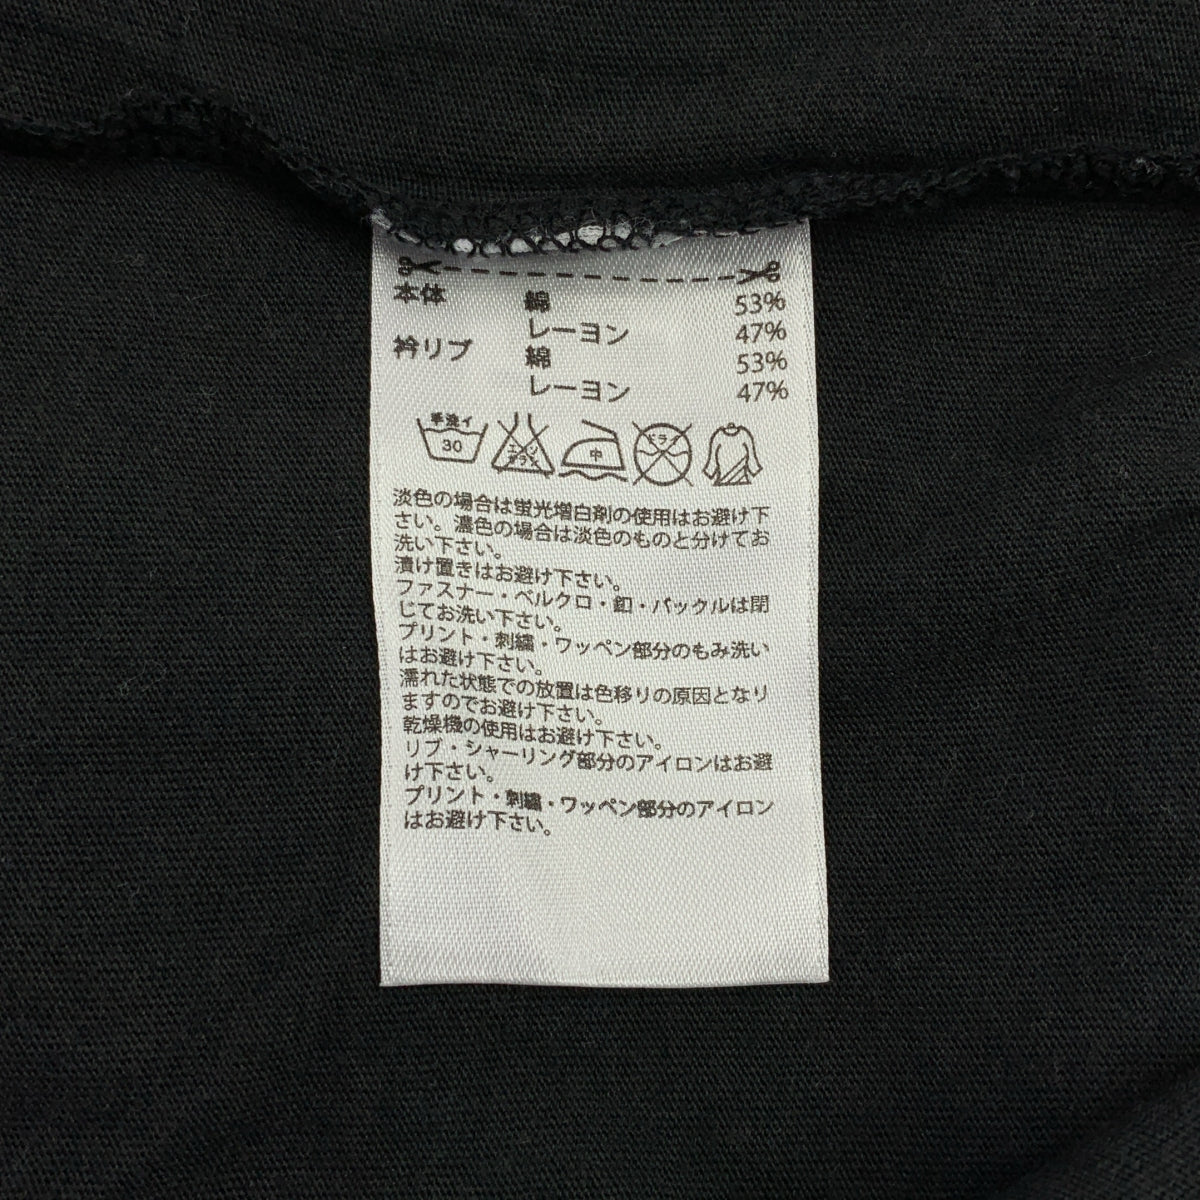 本体 綿 53%
レーヨン 47%
衿リブ 綿 53%
レーヨン 47%
手洗イ 30 エンソサラシ 中 ドライ
淡色の場合は蛍光増白剤の使用はお避け下
さい。濃色の場合は淡色のものと分けてお
洗い下さい。
漬け置きはお避け下さい。
ファスナー・ベルクロ・釦・バックルは閉
じてお洗い下さい。
プリント・刺繍・ワッペン部分のもみ洗い
はお避け下さい。
濡れた状態での放置は色移りの原因となり
ますのでお避け下さい。
乾燥機の使用はお避け下さい。
リブ・シャーリング部分のアイロンはお避
け下さい。
プリント・刺繍・ワッペン部分のアイロン
はお避け下さい。